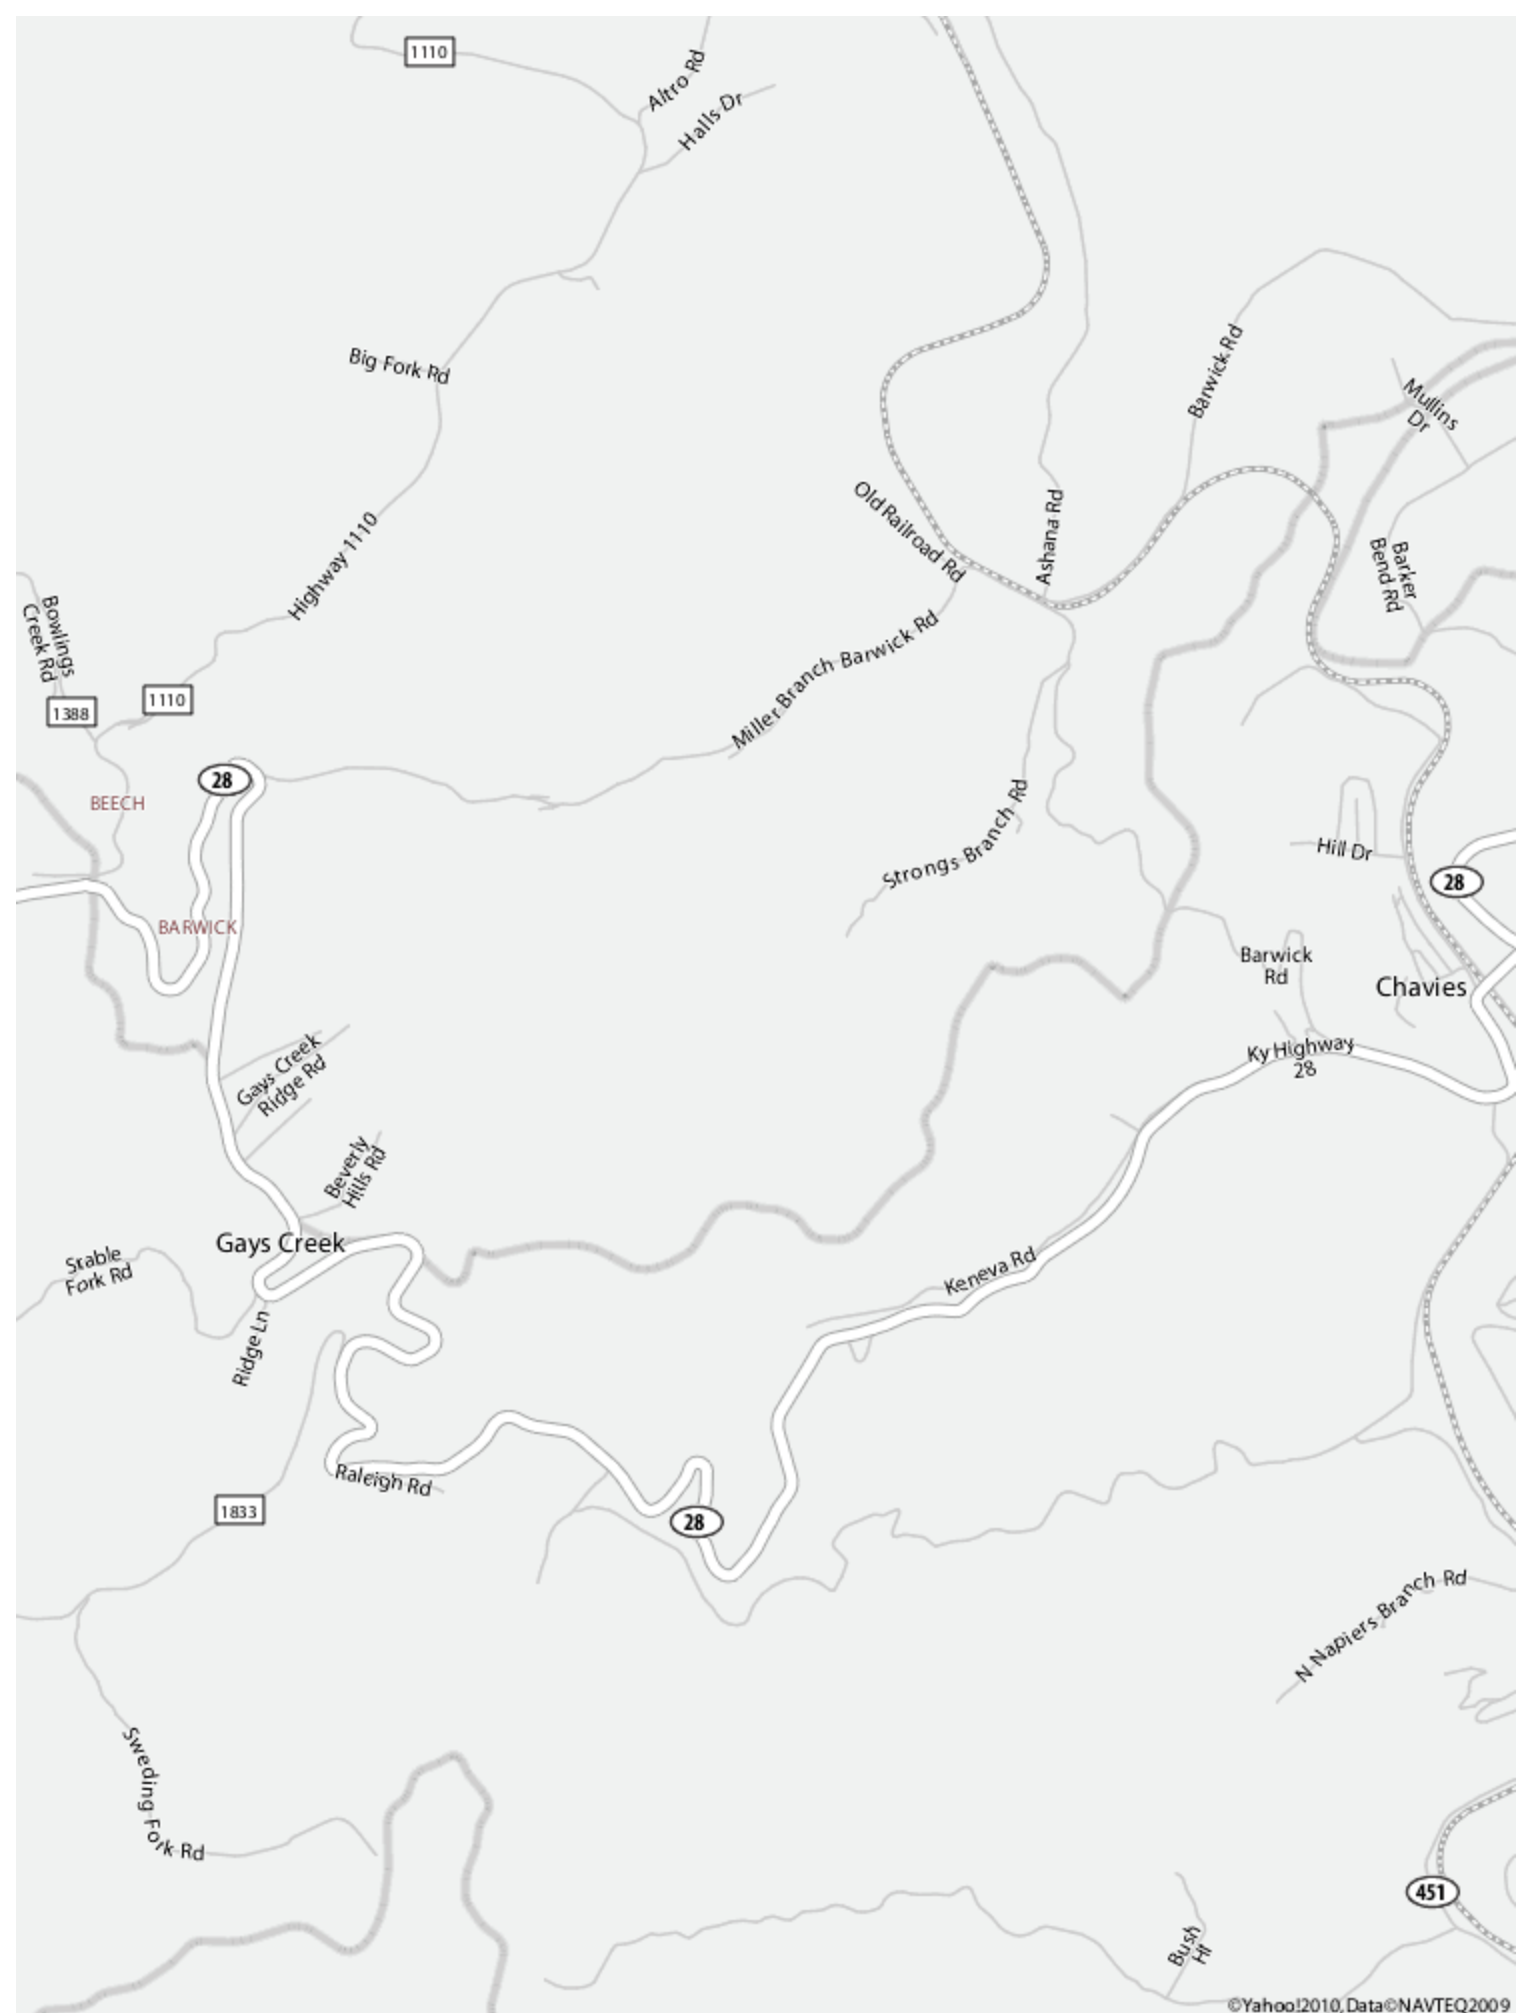 1110
Altro Rd
Halls Dr
Big Fork Rd
Barwick Rd
Mullins
Dr
Old Railroad Rd
Ashana Rd
Highway 1110
Barker
Bend Rd
Bowlings
Creek Rd
Miller Branch Barwick Rd
1388
1110
28
BEECH
Strongs Branch Rd
Hill Dr
28
BARWICK
Barwick
Rd
Chavies
Ky Highway
28
Gays Creek
Ridge Rd
Beverly
Hills Rd
Gays Creek
Srable
Fork Rd
Keneva Rd
Ridge Ln
Raleigh Rd
1833
28
N Napiers Branch Rd
Sweding Fork Rd
451
Bush
Hl
©Yahoo!2010, Data©NAVTEQ2009